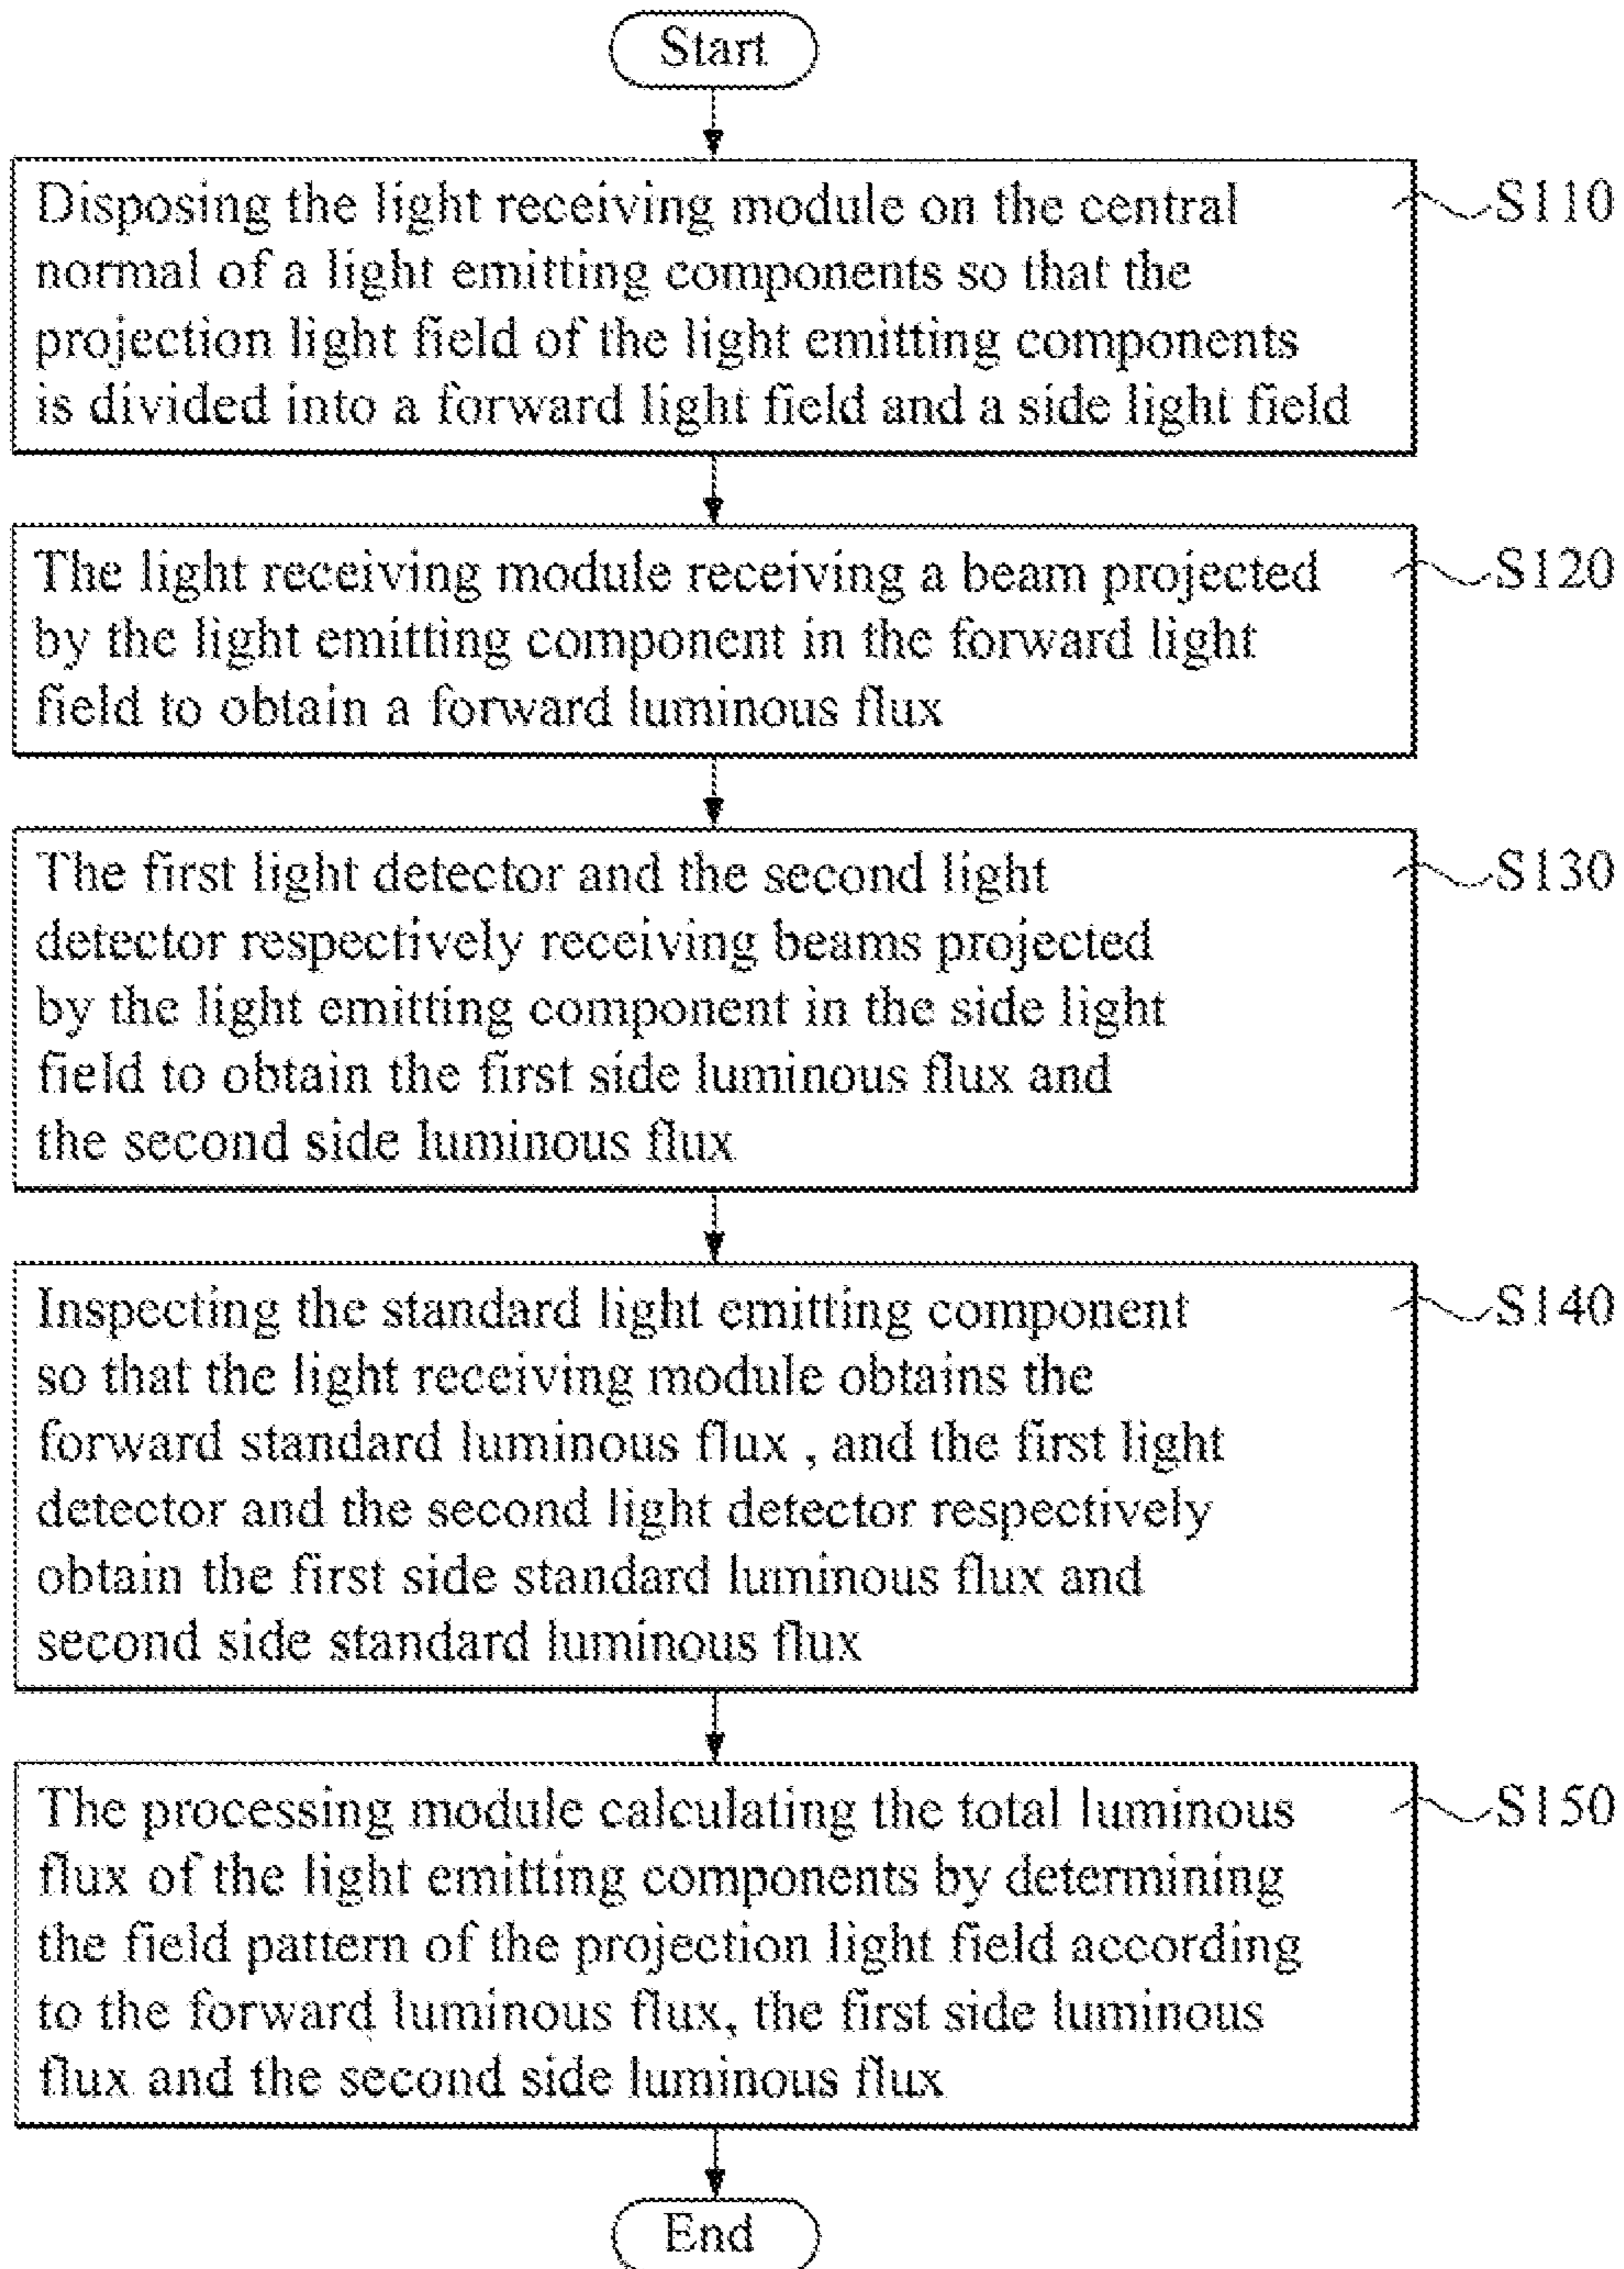 Start
Disposing the light receiving module on the central
normal of a light emitting components so that the
projection light field of the light emitting components
is divided into a forward light field and a side light field
S110
The light receiving module receiving a beam projected
by the light emitting component in the forward light
field to obtain a forward luminous flux
S120
The first light detector and the second light
detector respectively receiving beams projected
by the light emitting component in the side light
field to obtain the first side luminous flux and
the second side luminous flux
S130
Inspecting the standard light emitting component
so that the light receiving module obtains the
forward standard luminous flux , and the first light
detector and the second light detector respectively
obtain the first side standard luminous flux and
second side standard luminous flux
S140
The processing module calculating the total luminous
flux of the light emitting components by determining
the field pattern of the projection light field according
to the forward luminous flux, the first side luminous
flux and the second side luminous flux
S150
End